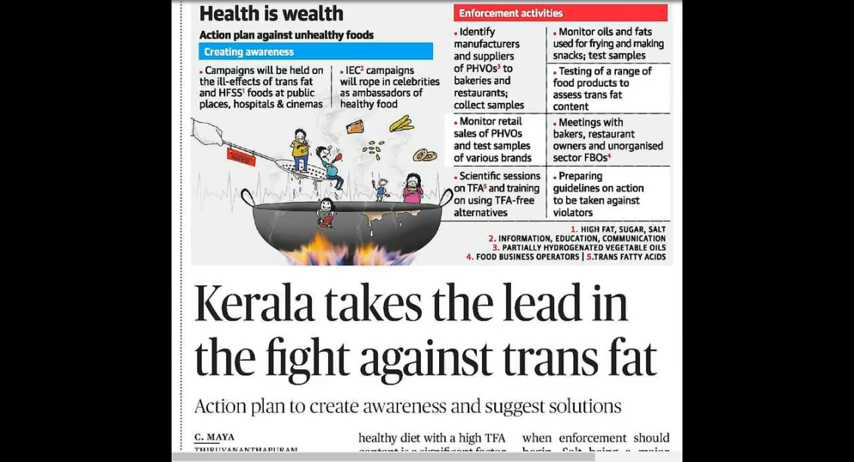 Health is wealth
Action plan against unhealthy foods
Creating awareness
• Campaigns will be held on
the ill-effects of trans fat
and HFSS¹ foods at public
places, hospitals & cinemas
• IEC² campaigns
will rope in celebrities
as ambassadors of
healthy food
Enforcement activities
• Identify
manufacturers
and suppliers
of PHVOs³ to
bakeries and
restaurants;
collect samples
• Monitor oils and fats
used for frying and making
snacks; test samples
• Testing of a range of
food products to
assess trans fat
content
• Monitor retail
sales of PHVOs
and test samples
of various brands
• Meetings with
bakers, restaurant
owners and unorganised
sector FBOs⁴
• Scientific sessions
on TFA⁵ and training
on using TFA-free
alternatives
• Preparing
guidelines on action
to be taken against
violators
1. HIGH FAT, SUGAR, SALT
2. INFORMATION, EDUCATION, COMMUNICATION
3. PARTIALLY HYDROGENATED VEGETABLE OILS
4. FOOD BUSINESS OPERATORS | 5.TRANS FATTY ACIDS
Kerala takes the lead in
the fight against trans fat
Action plan to create awareness and suggest solutions
C. MAYA
THIRUVANANTHAPURAM
healthy diet with a high TFA
when enforcement should